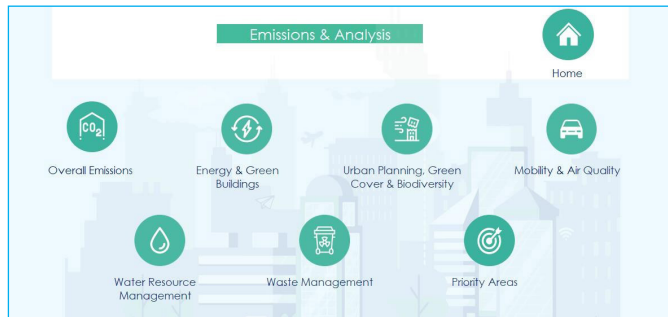 Emissions & Analysis
Home
CO2
Overall Emissions
Energy & Green
Buildings
Urban Planning, Green
Cover & Biodiversity
Mobility & Air Quality
Water Resource
Management
Waste Management
Priority Areas